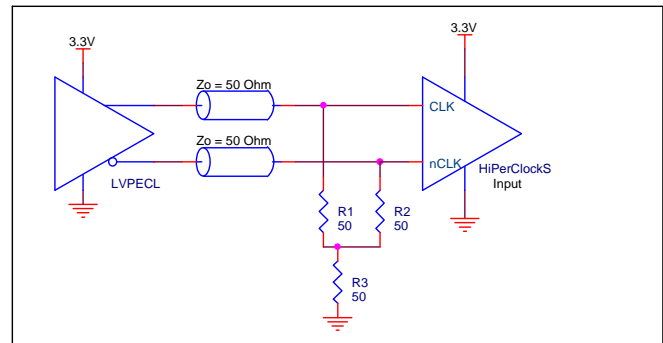 3.3V
3.3V
Zo = 50 Ohm
CLK
Zo = 50 Ohm
nCLK
LVPECL
HiPerClockS
Input
R1
50
R2
50
R3
50